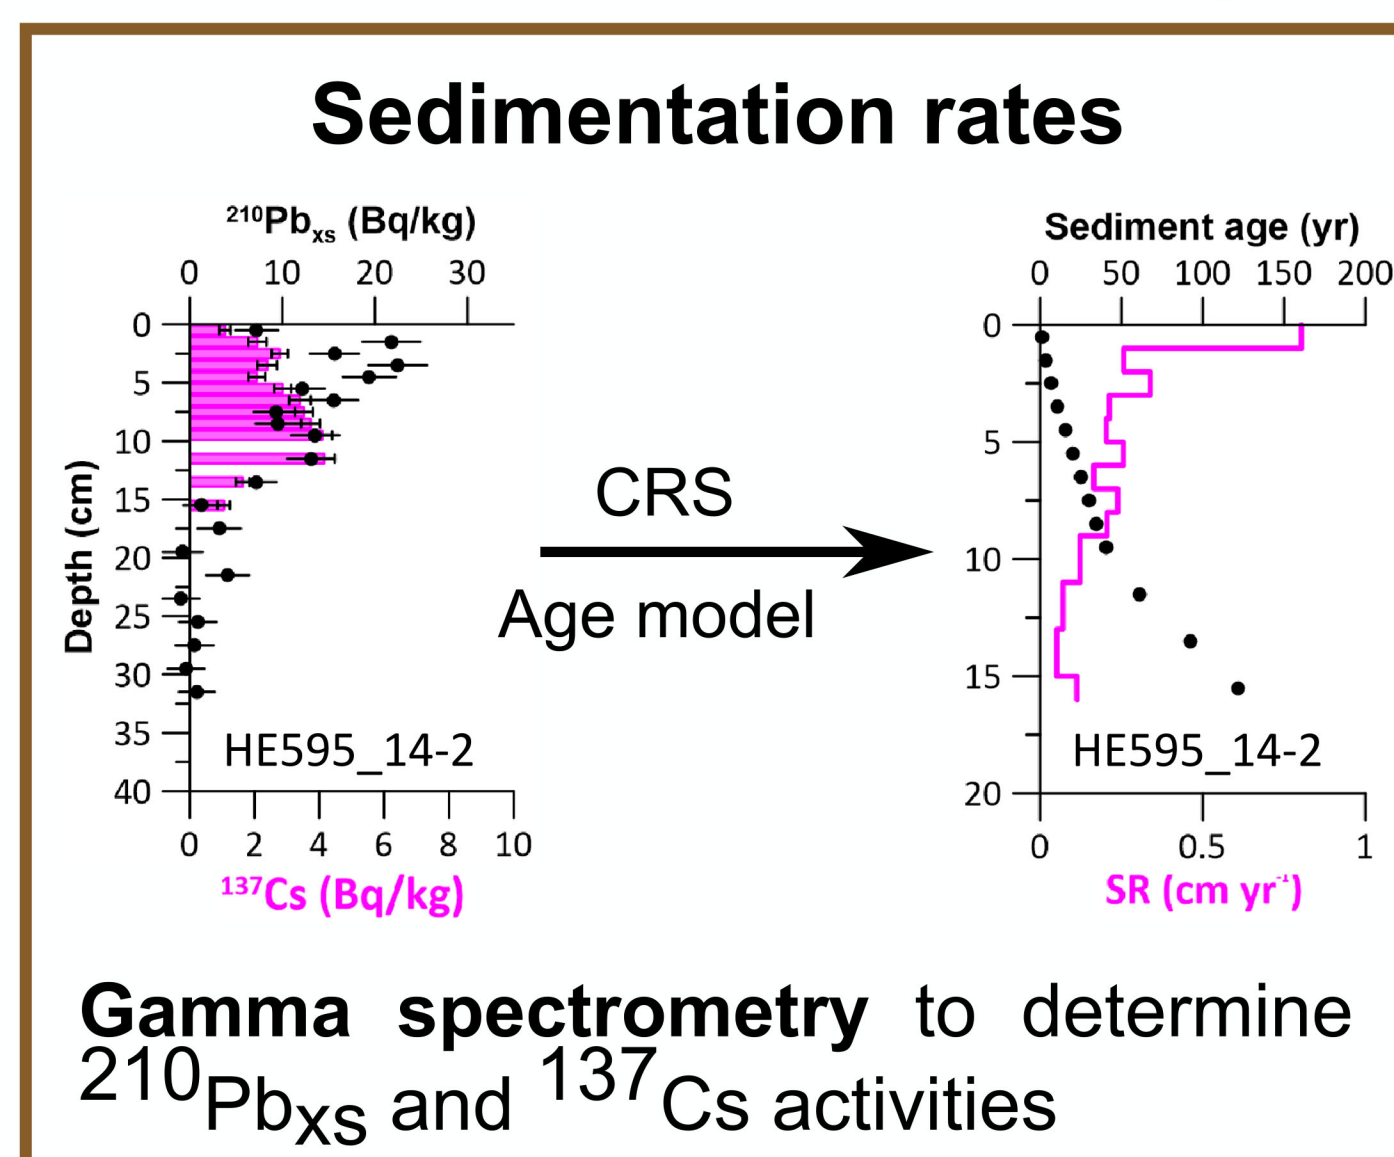 Sedimentation rates
²¹⁰Pbxs (Bq/kg)
0 10 20 30
0
5
10
15
20
25
30
35
40
Depth (cm)
HE595_14-2
0 2 4 6 8 10
¹³⁷Cs (Bq/kg)
CRS
Age model
Sediment age (yr)
0 50 100 150 200
0
5
10
15
20
HE595_14-2
0 0.5 1
SR (cm yr⁻¹)
Gamma spectrometry to determine
²¹⁰Pbxs and ¹³⁷Cs activities